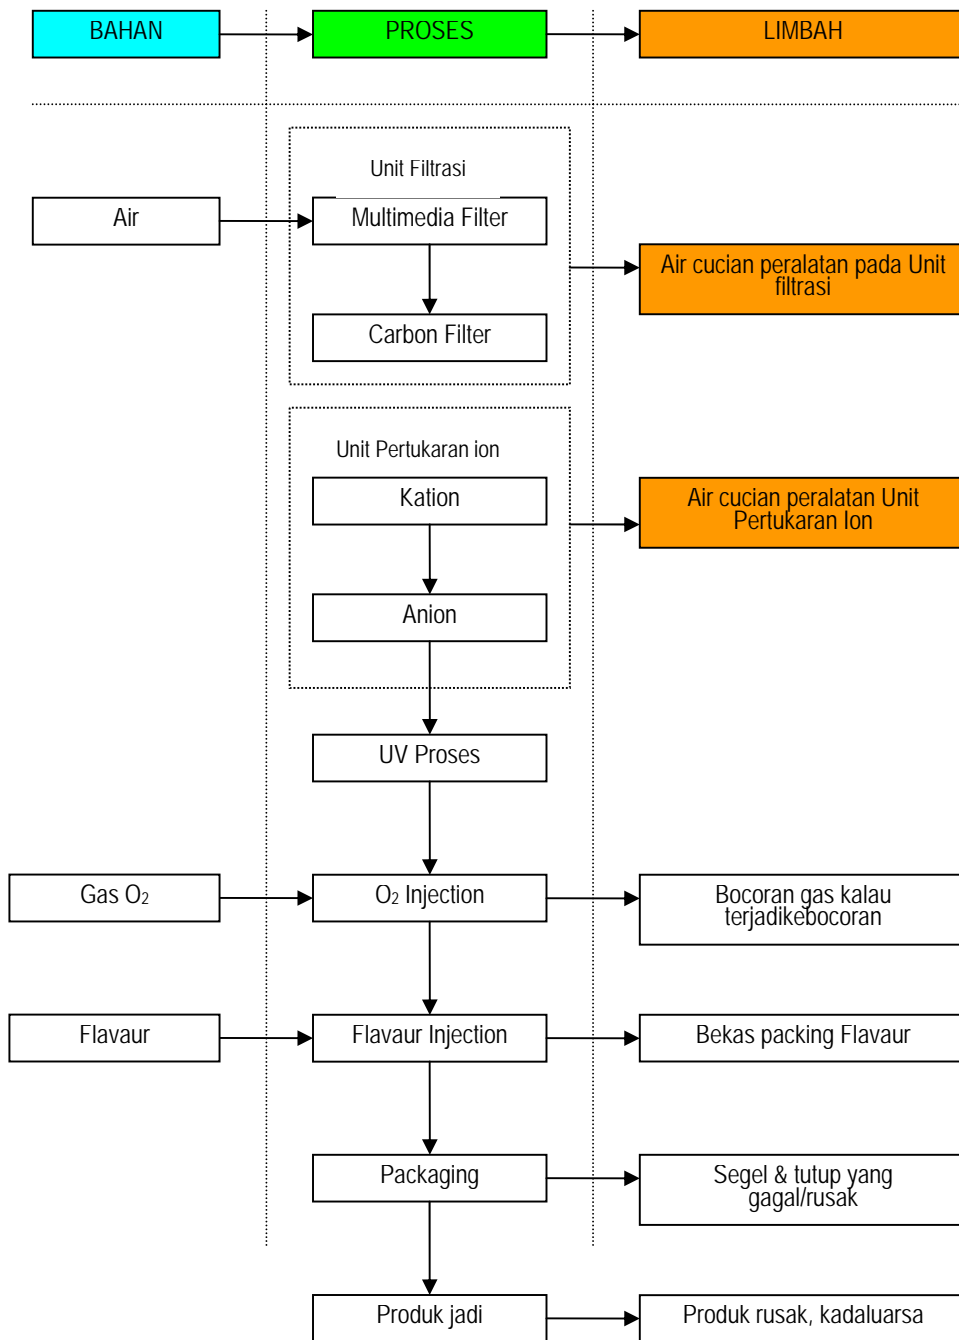 BAHAN
PROSES
LIMBAH
Unit Filtrasi
Air
Multimedia Filter
Air cucian peralatan pada Unit
filtrasi
Carbon Filter
Unit Pertukaran ion
Kation
Air cucian peralatan Unit
Pertukaran Ion
Anion
UV Proses
Gas O₂
O₂ Injection
Bocoran gas kalau
terjadikebocoran
Flavaur
Flavaur Injection
Bekas packing Flavaur
Packaging
Segel & tutup yang
gagal/rusak
Produk jadi
Produk rusak, kadaluarsa